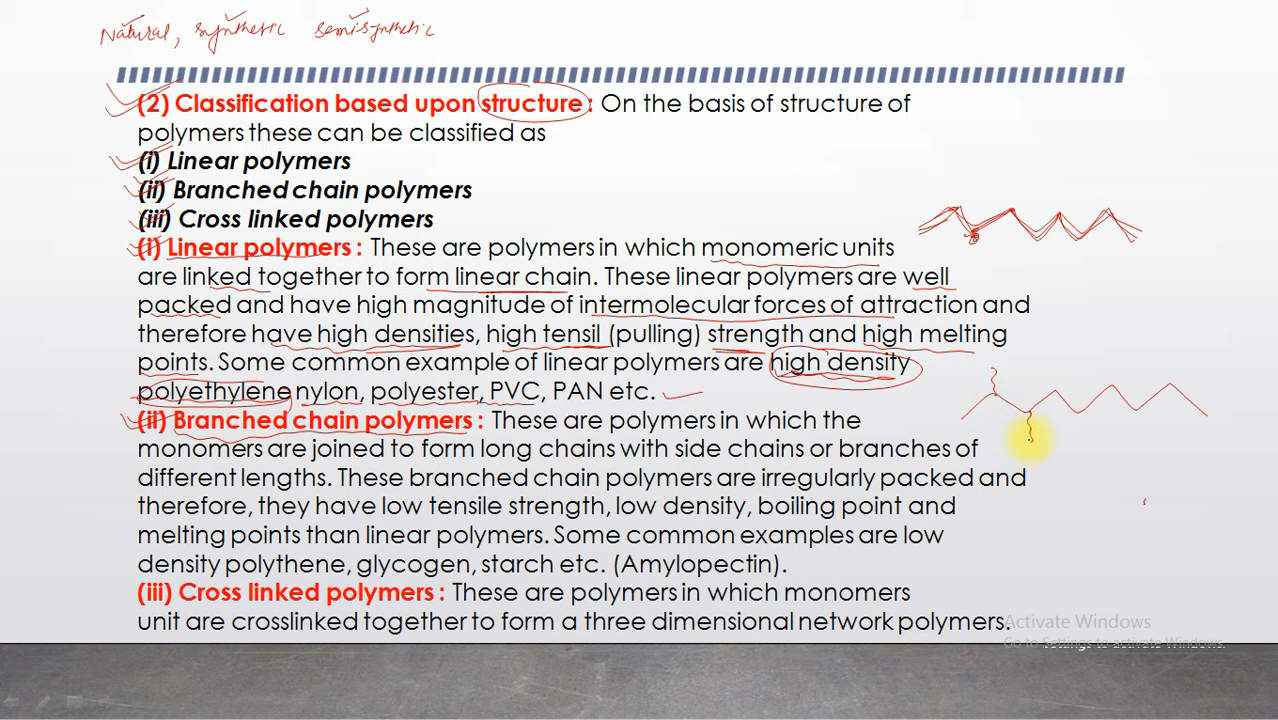 Natural, synthetic semisynthetic
(2) Classification based upon structure : On the basis of structure of
polymers these can be classified as
(i) Linear polymers
(ii) Branched chain polymers
(iii) Cross linked polymers
(i) Linear polymers : These are polymers in which monomeric units
are linked together to form linear chain. These linear polymers are well
packed and have high magnitude of intermolecular forces of attraction and
therefore have high densities, high tensil (pulling) strength and high melting
points. Some common example of linear polymers are high density
polyethylene nylon, polyester, PVC, PAN etc.
(ii) Branched chain polymers : These are polymers in which the
monomers are joined to form long chains with side chains or branches of
different lengths. These branched chain polymers are irregularly packed and
therefore, they have low tensile strength, low density, boiling point and
melting points than linear polymers. Some common examples are low
density polythene, glycogen, starch etc. (Amylopectin).
(iii) Cross linked polymers : These are polymers in which monomers
unit are crosslinked together to form a three dimensional network polymers.
Activate Windows
Go to Settings to activate Windows.